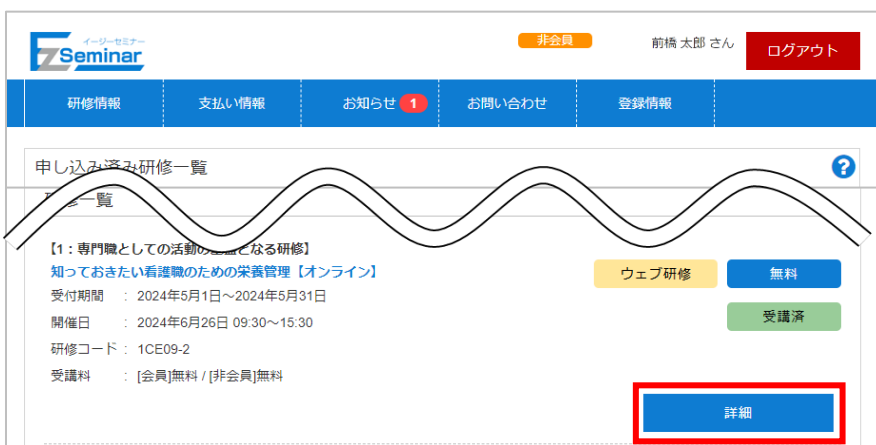 イージーセミナー
EZ Seminar
非会員
前橋 太郎 さん
ログアウト
研修情報
支払い情報
お知らせ 1
お問い合わせ
登録情報
申し込み済み研修一覧
?
一覧
【1:専門職としての活動の基盤となる研修】
知っておきたい看護職のための栄養管理【オンライン】
ウェブ研修
無料
受付期間 : 2024年5月1日~2024年5月31日
受講済
開催日 : 2024年6月26日 09:30~15:30
研修コード : 1CE09-2
受講料 : [会員]無料 / [非会員]無料
詳細